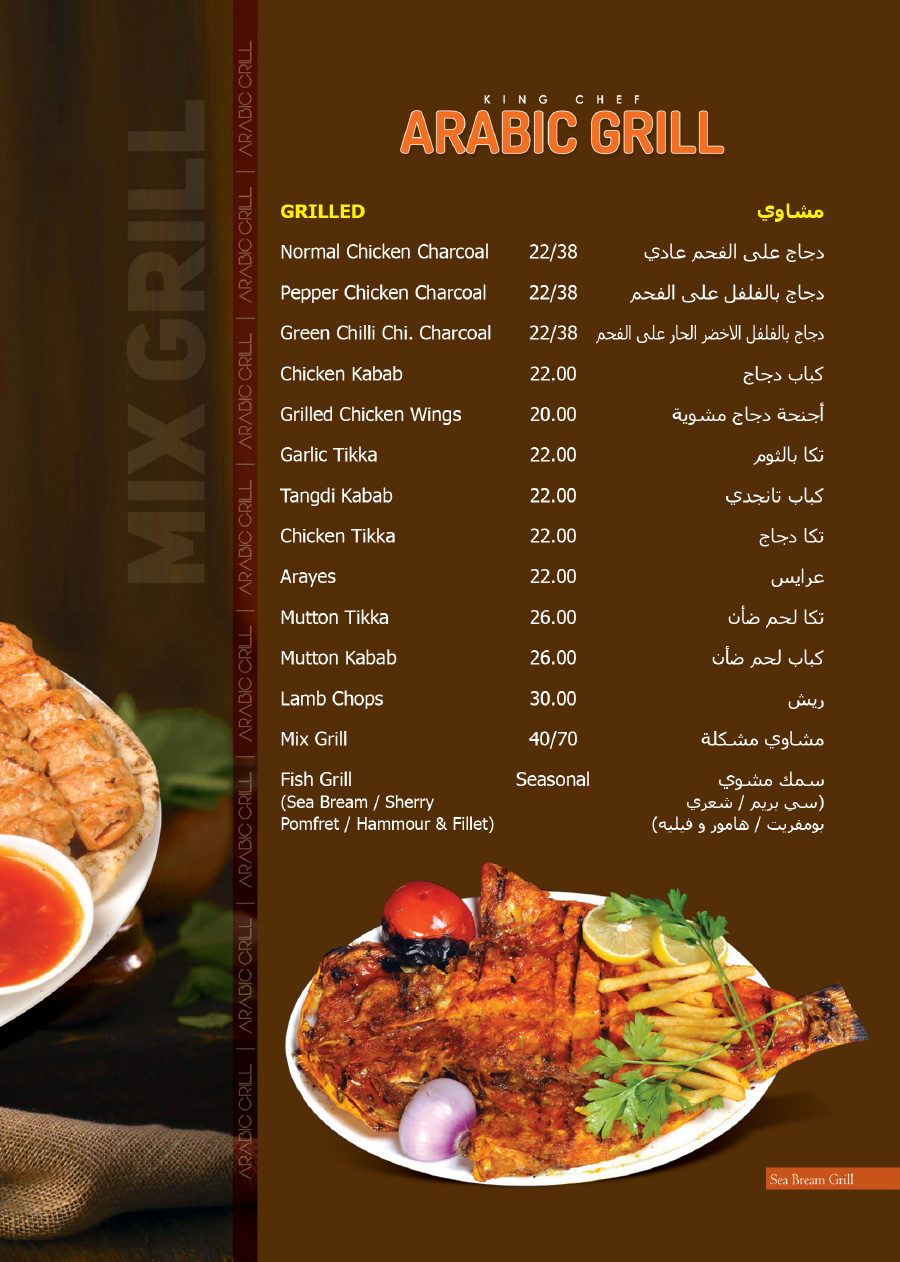 KING CHEF
ARABIC GRILL
GRILLED مشاوي
Normal Chicken Charcoal 22/38 دجاج على الفحم عادي
Pepper Chicken Charcoal 22/38 دجاج بالفلفل على الفحم
Green Chilli Chi. Charcoal 22/38 دجاج بالفلفل الاخضر الحار على الفحم
Chicken Kabab 22.00 كباب دجاج
Grilled Chicken Wings 20.00 أجنحة دجاج مشوية
Garlic Tikka 22.00 تكا بالثوم
Tangdi Kabab 22.00 كباب تانجدي
Chicken Tikka 22.00 تكا دجاج
Arayes 22.00 عرايس
Mutton Tikka 26.00 تكا لحم ضأن
Mutton Kabab 26.00 كباب لحم ضأن
Lamb Chops 30.00 ريش
Mix Grill 40/70 مشاوي مشكلة
Fish Grill Seasonal سمك مشوي
(Sea Bream / Sherry (سي بريم / شعري
Pomfret / Hammour & Fillet) بومفريت / هامور و فيليه)
Sea Bream Grill
MIX GRILL
ARABIC GRILL | ARABIC GRILL | ARABIC GRILL | ARABIC GRILL | ARABIC GRILL | ARABIC GRILL | ARABIC GRILL | ARABIC GRILL